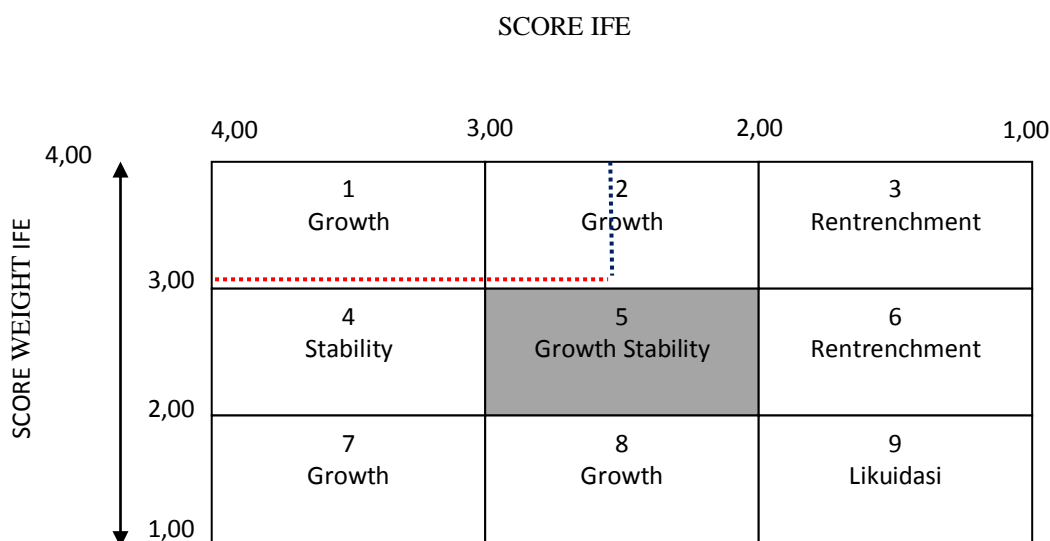 SCORE IFE
4,00 3,00 2,00 1,00
4,00
SCORE WEIGHT IFE
1 2 3
Growth Growth Rentrenchment
3,00
4 5 6
Stability Growth Stability Rentrenchment
2,00
7 8 9
Growth Growth Likuidasi
1,00